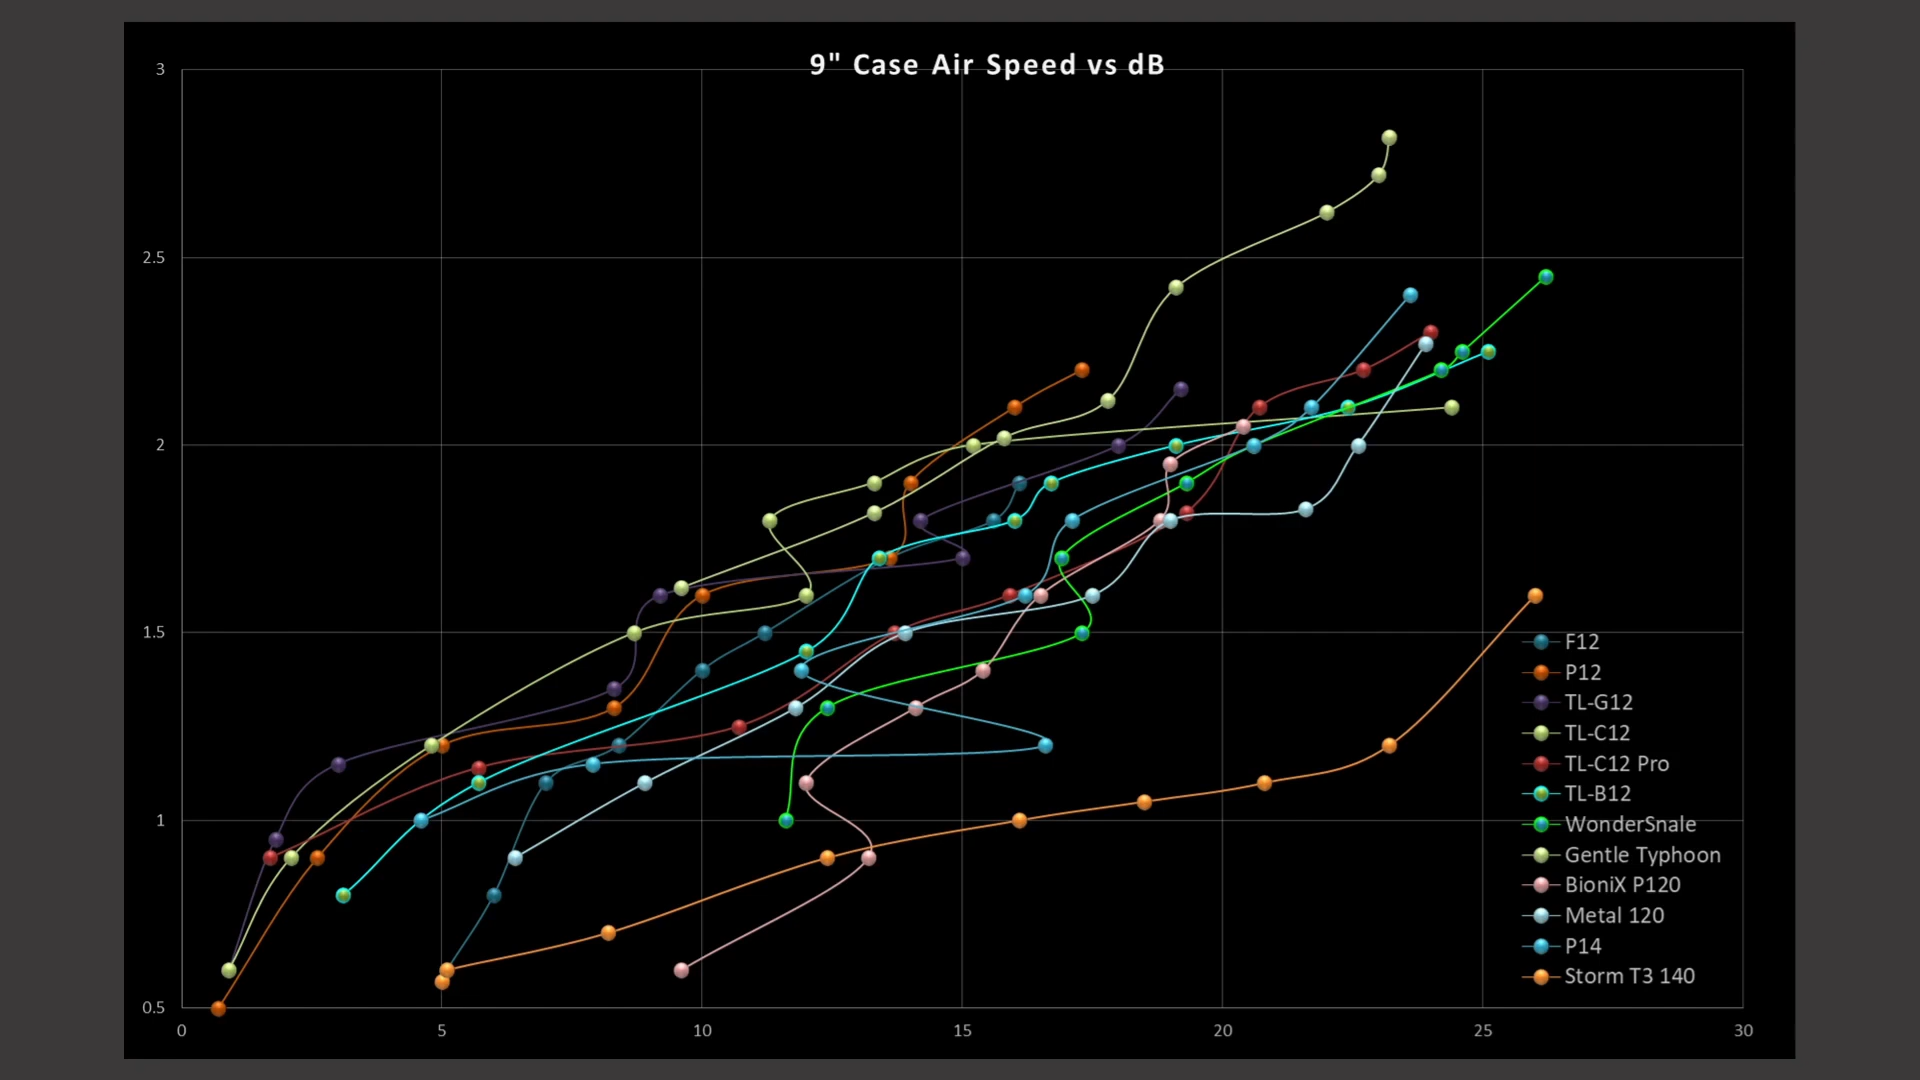 9" Case Air Speed vs dB
3
2.5
2
1.5
1
0.5
0 5 10 15 20 25 30
F12
P12
TL-G12
TL-C12
TL-C12 Pro
TL-B12
WonderSnale
Gentle Typhoon
BioniX P120
Metal 120
P14
Storm T3 140